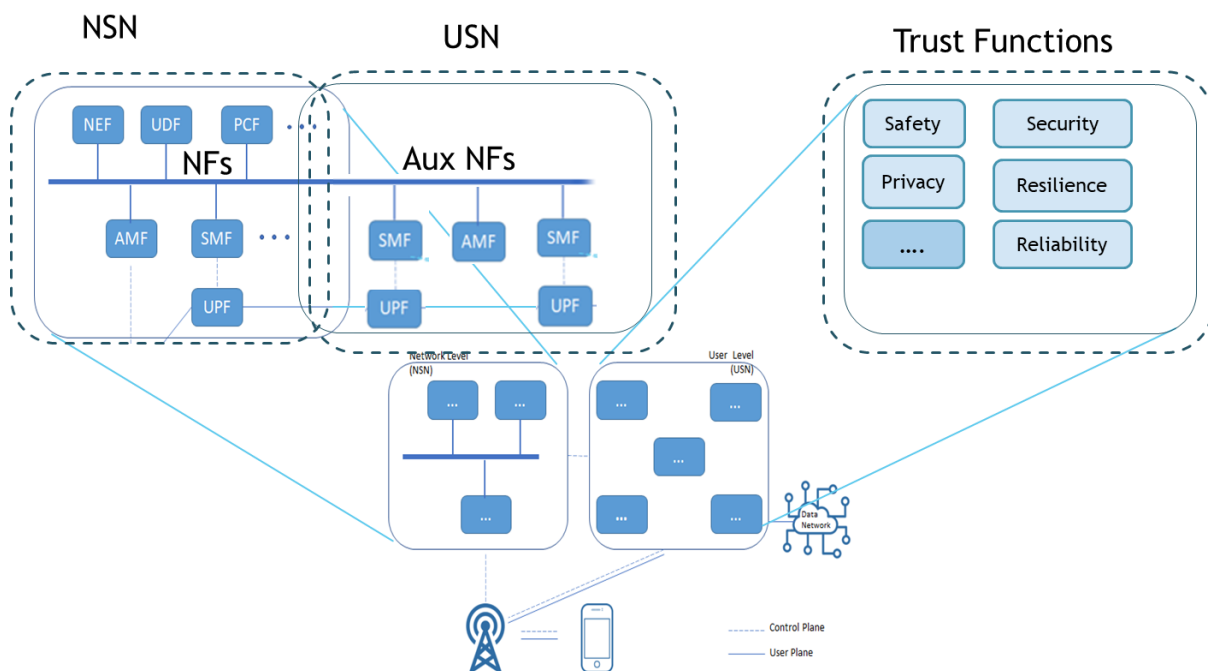 NSN
USN
Trust Functions
NEF
UDF
PCF
NFs
Aux NFs
AMF
SMF
SMF
AMF
SMF
UPF
UPF
UPF
Safety
Security
Privacy
Resilience
....
Reliability
Network Level
(NSN)
User Level
(USN)
...
...
...
...
...
...
...
...
Data
Network
Control Plane
User Plane